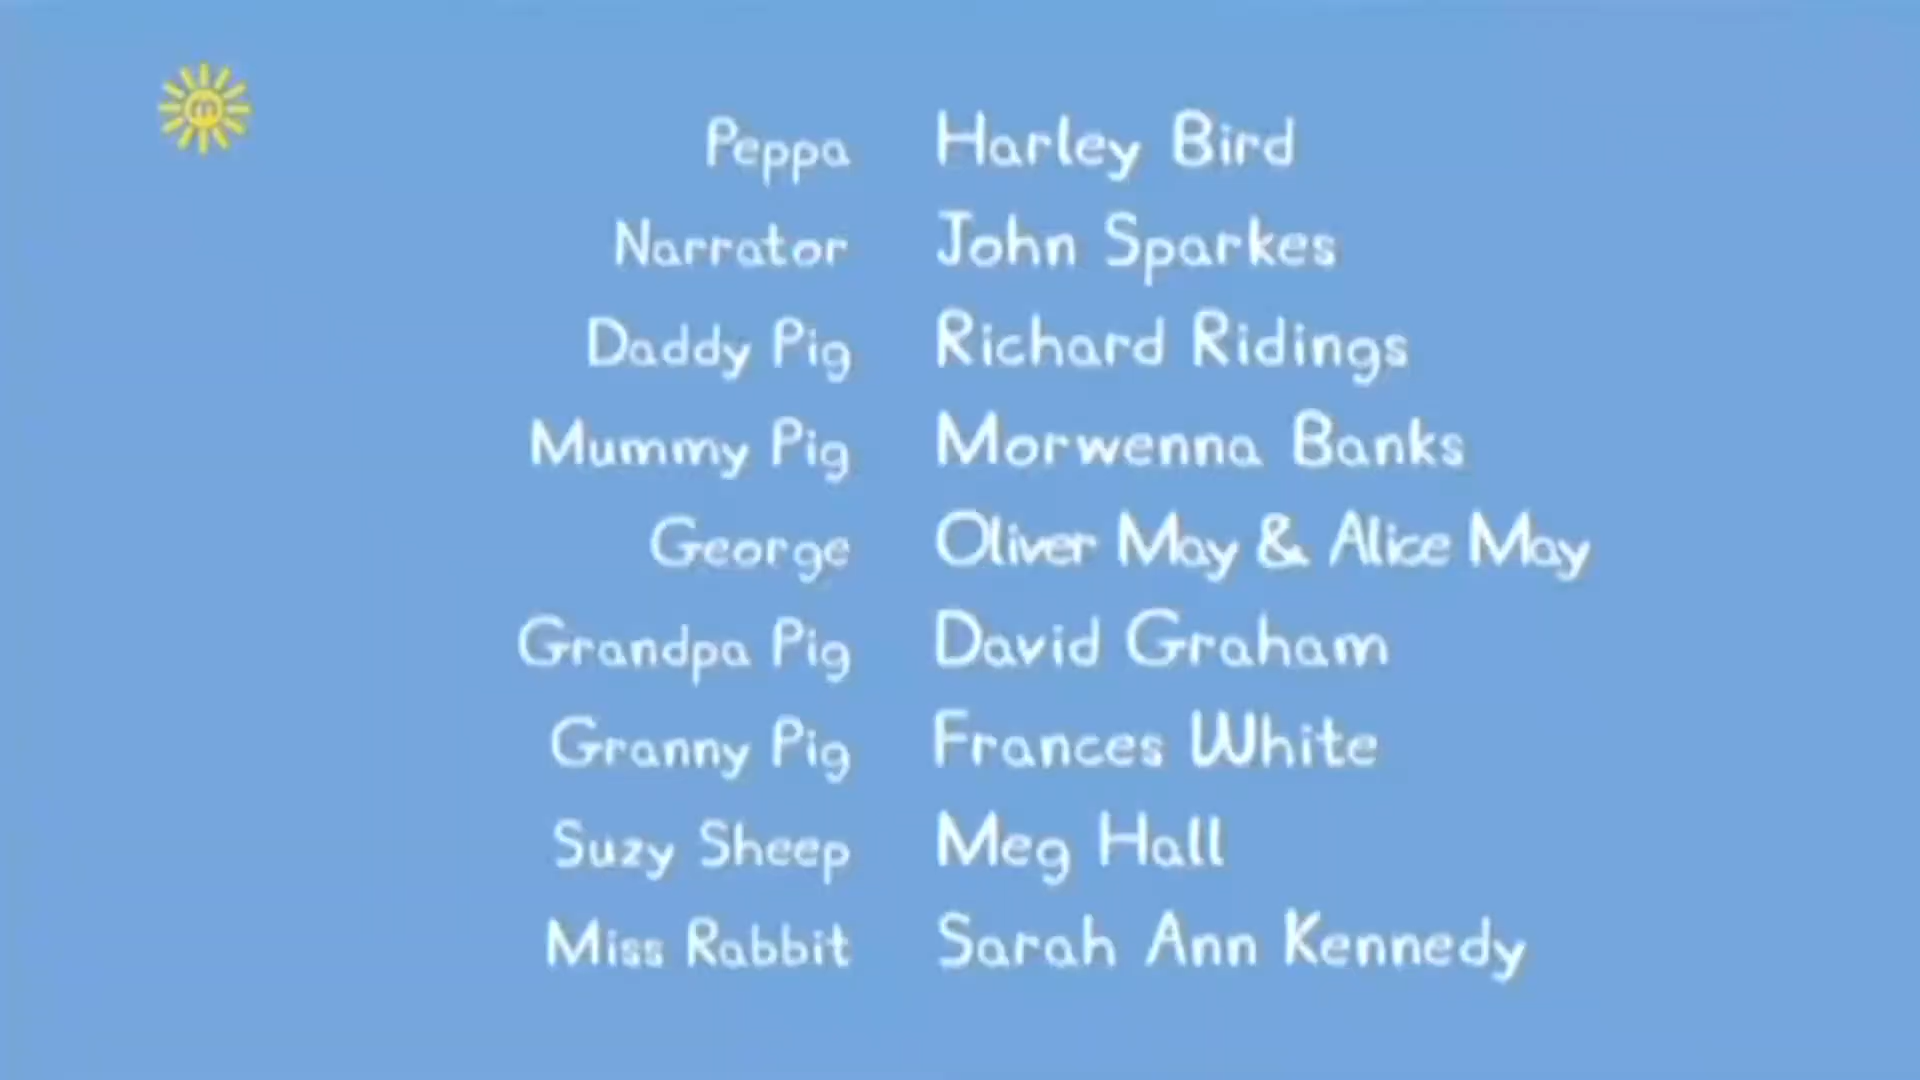 m
Peppa Harley Bird
Narrator John Sparkes
Daddy Pig Richard Ridings
Mummy Pig Morwenna Banks
George Oliver May & Alice May
Grandpa Pig David Graham
Granny Pig Frances White
Suzy Sheep Meg Hall
Miss Rabbit Sarah Ann Kennedy